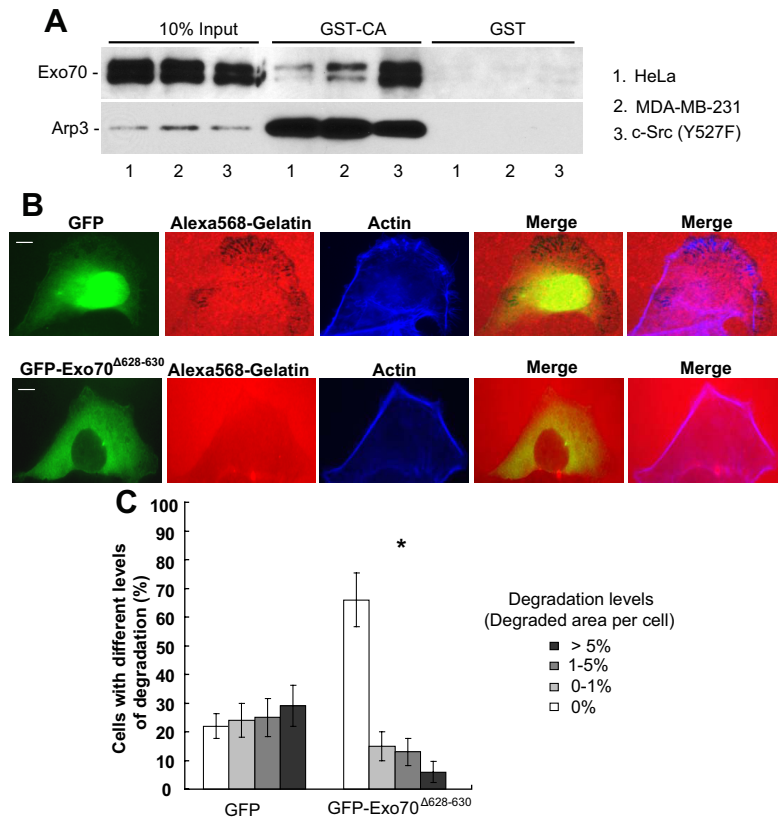 A
10% Input GST-CA GST
Exo70 -
Arp3 -
1 2 3 1 2 3 1 2 3
1. HeLa
2. MDA-MB-231
3. c-Src (Y527F)
B
GFP Alexa568-Gelatin Actin Merge Merge
GFP-Exo70Δ628-630 Alexa568-Gelatin Actin Merge Merge
C
Cells with different levels
of degradation (%)
100
90
80
70
60
50
40
30
20
10
0
*
GFP GFP-Exo70Δ628-630
Degradation levels
(Degraded area per cell)
> 5%
1-5%
0-1%
0%